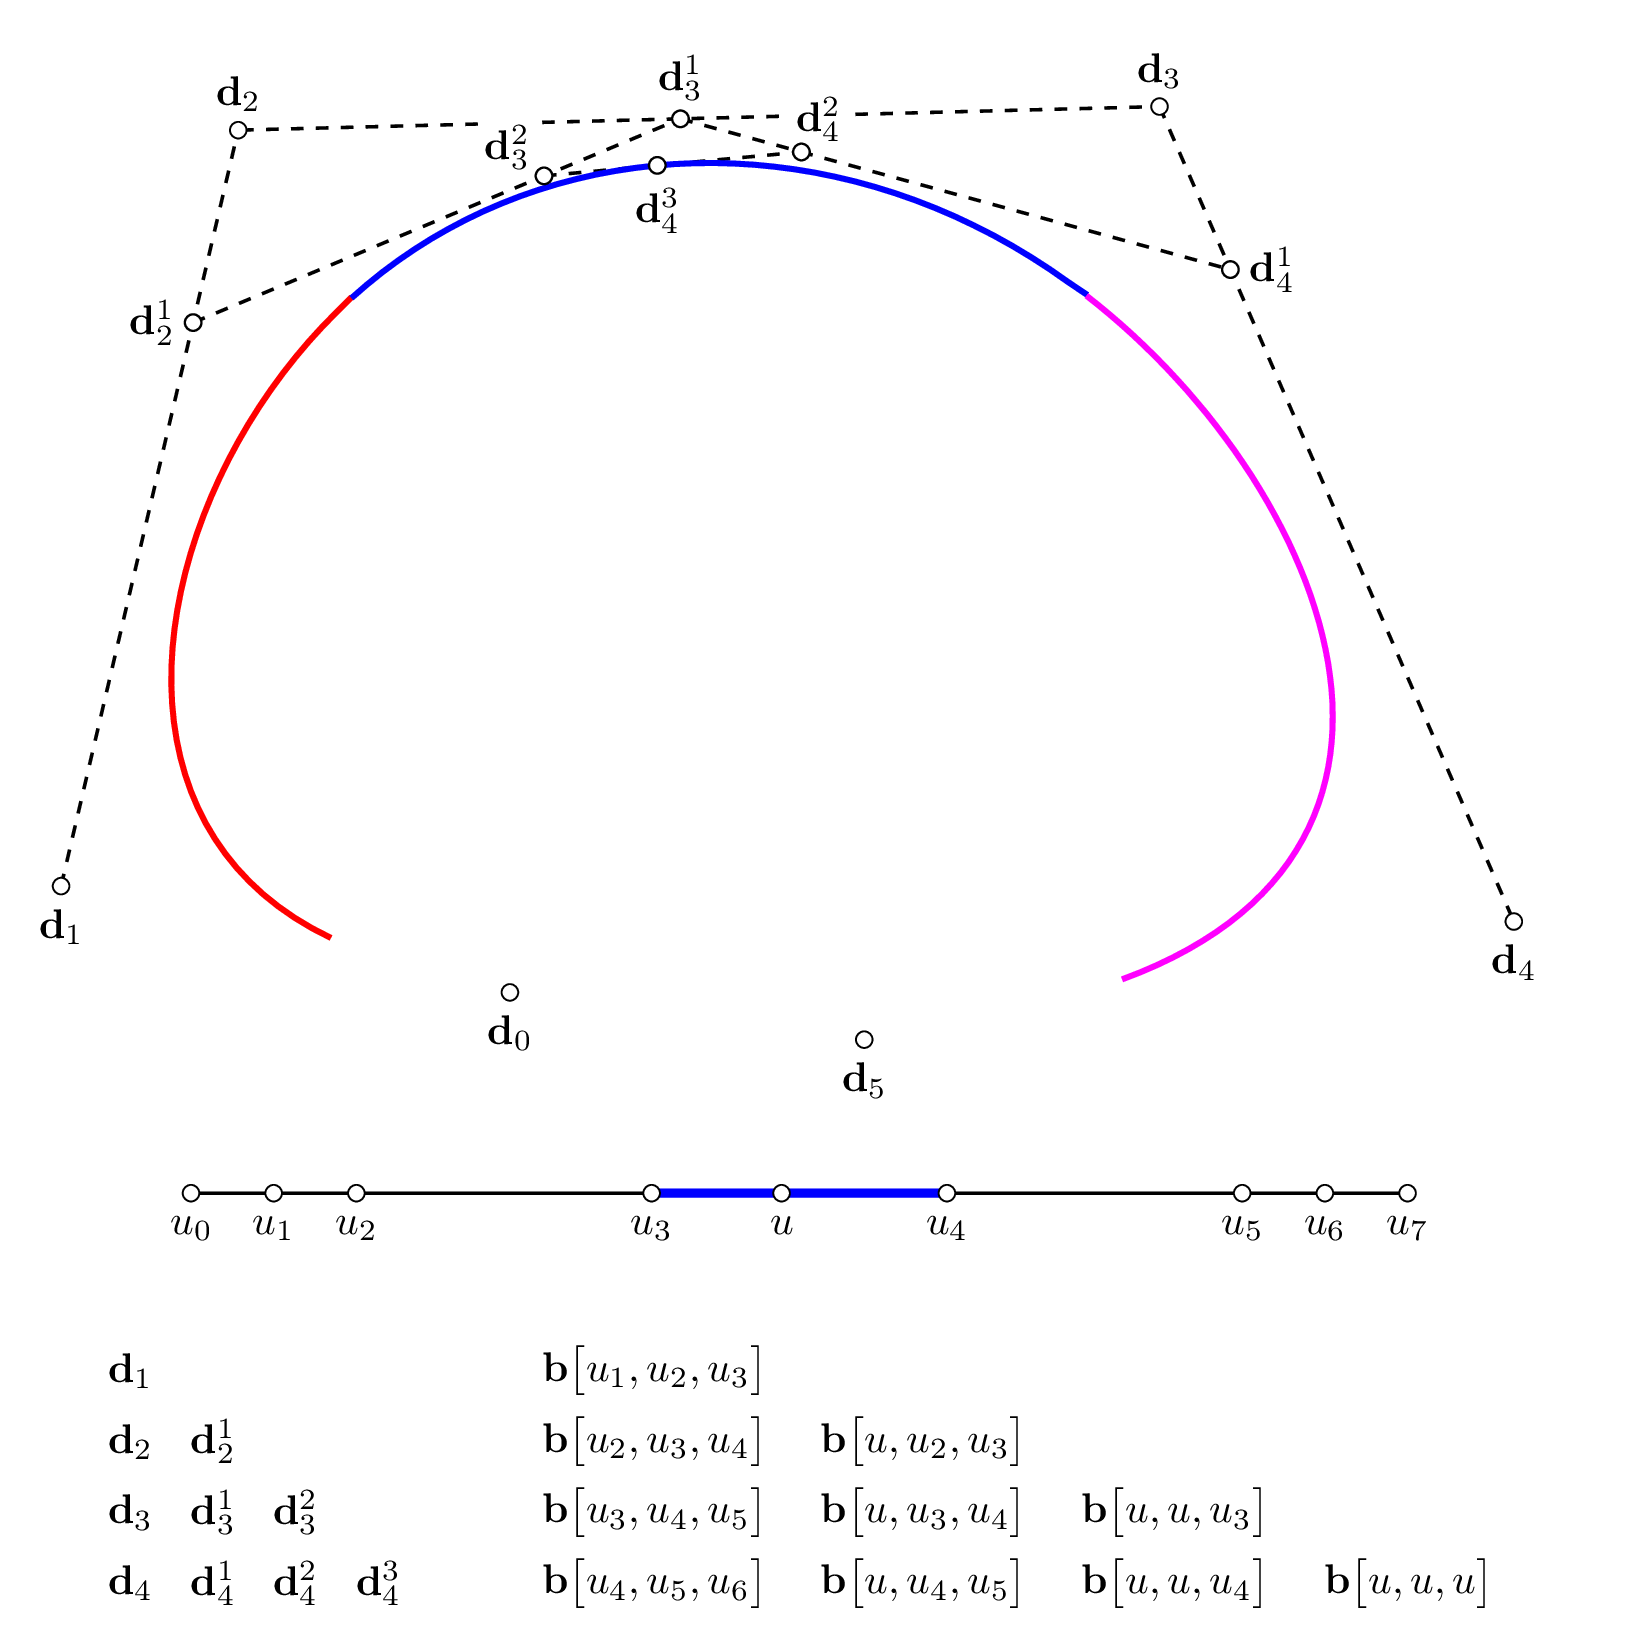 d₃¹ d₃
d₂ d₄²
d₃²
d₄³
d₄¹
d₂¹
d₁
d₄
d₀
d₅
u₀ u₁ u₂ u₃ u u₄ u₅ u₆ u₇
d₁ b[u₁, u₂, u₃]
d₂ d₂¹ b[u₂, u₃, u₄] b[u, u₂, u₃]
d₃ d₃¹ d₃² b[u₃, u₄, u₅] b[u, u₃, u₄] b[u, u, u₃]
d₄ d₄¹ d₄² d₄³ b[u₄, u₅, u₆] b[u, u₄, u₅] b[u, u, u₄] b[u, u, u]